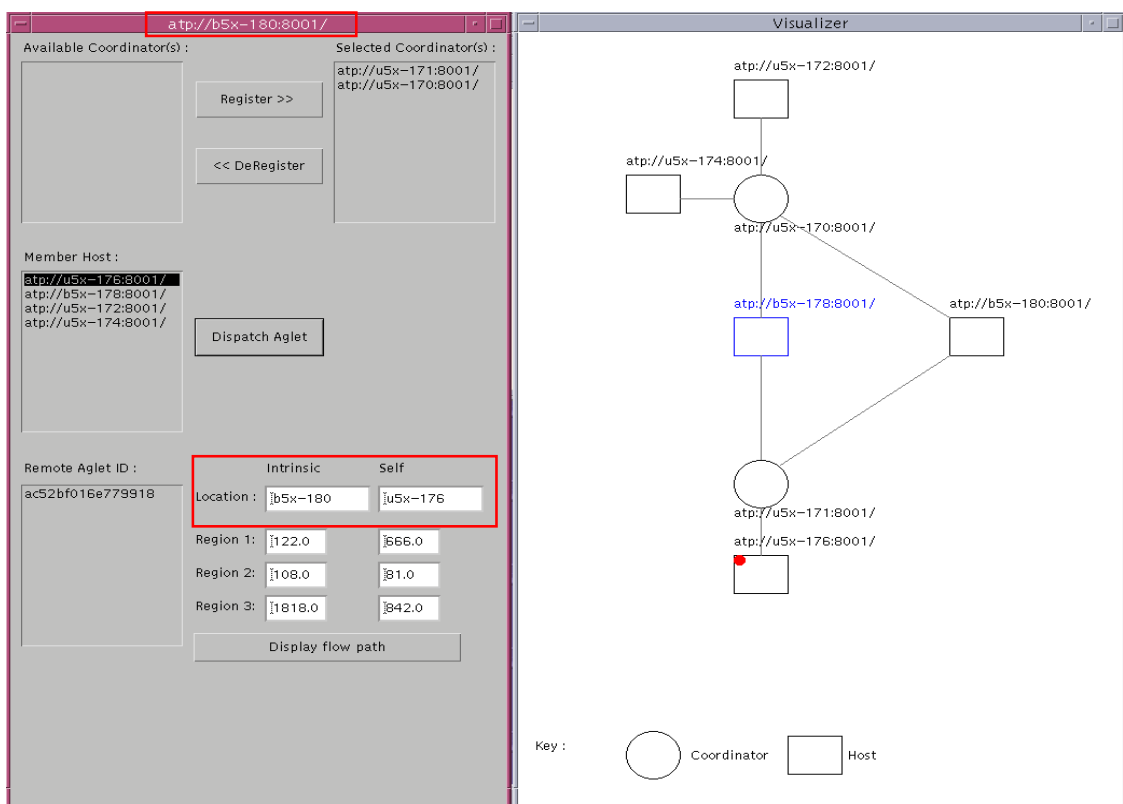 atp://b5x-180:8001/
Available Coordinator(s) :
Selected Coordinator(s) :
atp://u5x-171:8001/
atp://u5x-170:8001/
Register >>
<< DeRegister
Member Host :
atp://u5x-176:8001/
atp://b5x-178:8001/
atp://u5x-172:8001/
atp://u5x-174:8001/
Dispatch Aglet
Remote Aglet ID :
ac52bf016e779918
Intrinsic Self
Location : b5x-180 u5x-176
Region 1: 122.0 666.0
Region 2: 108.0 81.0
Region 3: 1818.0 842.0
Display flow path
Visualizer
atp://u5x-172:8001/
atp://u5x-174:8001/
atp://u5x-170:8001/
atp://b5x-178:8001/
atp://b5x-180:8001/
atp://u5x-171:8001/
atp://u5x-176:8001/
Key :
Coordinator
Host